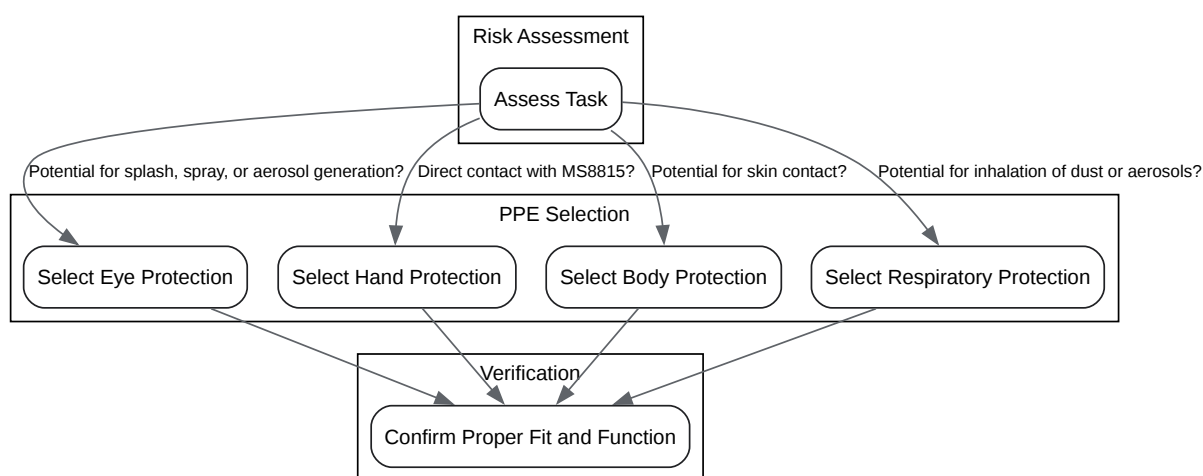 Risk Assessment
Assess Task
Potential for splash, spray, or aerosol generation?
Direct contact with MS8815?
Potential for skin contact?
Potential for inhalation of dust or aerosols?
PPE Selection
Select Eye Protection
Select Hand Protection
Select Body Protection
Select Respiratory Protection
Verification
Confirm Proper Fit and Function